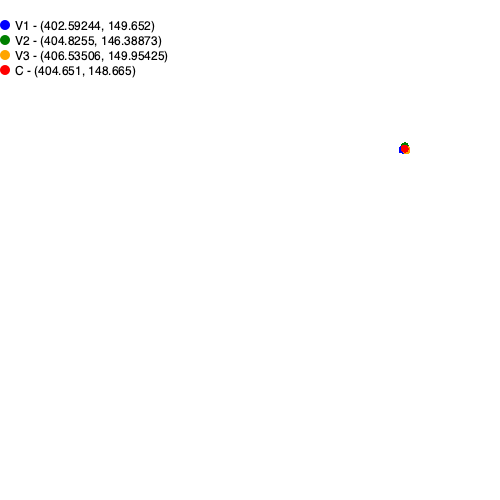 V1 - (402.59244, 149.652)
V2 - (404.8255, 146.38873)
V3 - (406.53506, 149.95425)
C - (404.651, 148.665)